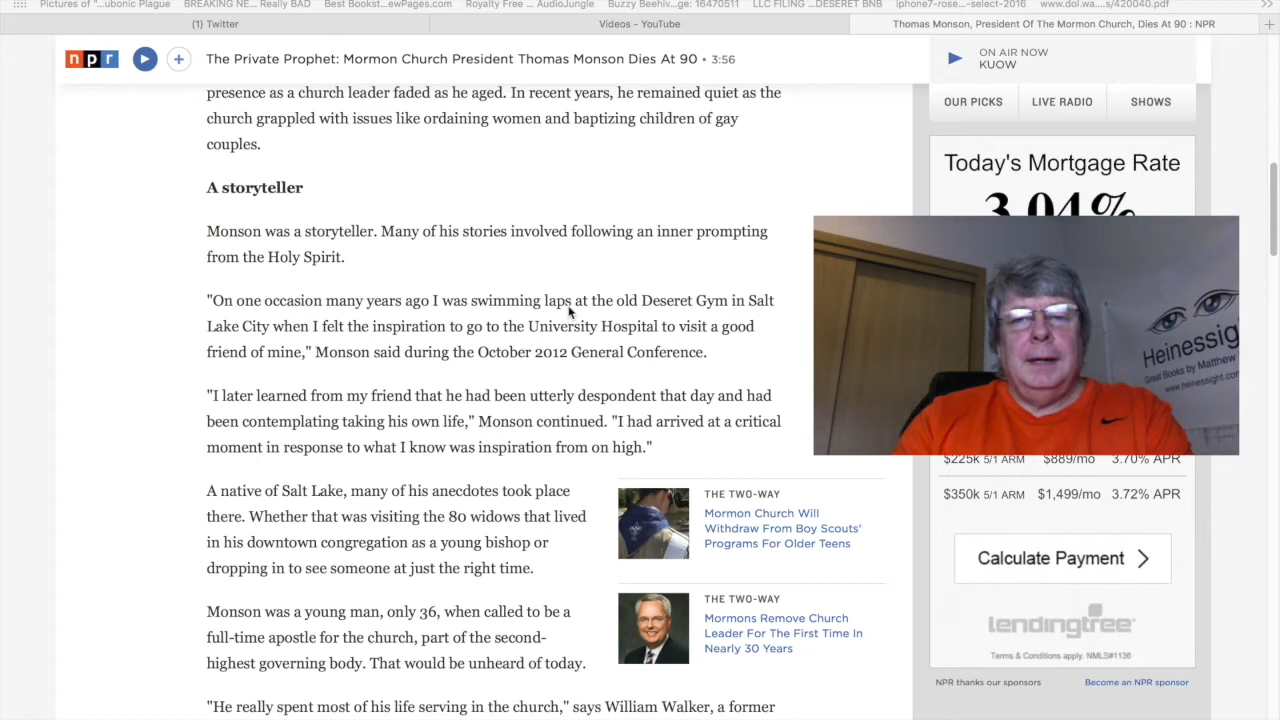 Pictures of "...ubonic Plague
BREAKING NE... Really BAD
Best Bookst...ewPages.com
Royalty Free ... AudioJungle
Buzzy Beehiv...ge: 16470511
LLC FILING ...DESERET BNB
iphone7-rose...-select-2016
www.dol.wa....s/420040.pdf
(1) Twitter
Videos - YouTube
Thomas Monson, President Of The Mormon Church, Dies At 90 : NPR
npr
The Private Prophet: Mormon Church President Thomas Monson Dies At 90 • 3:56
ON AIR NOW
KUOW
OUR PICKS
LIVE RADIO
SHOWS
presence as a church leader faded as he aged. In recent years, he remained quiet as the
church grappled with issues like ordaining women and baptizing children of gay
couples.
A storyteller
Monson was a storyteller. Many of his stories involved following an inner prompting
from the Holy Spirit.
"On one occasion many years ago I was swimming laps at the old Deseret Gym in Salt
Lake City when I felt the inspiration to go to the University Hospital to visit a good
friend of mine," Monson said during the October 2012 General Conference.
"I later learned from my friend that he had been utterly despondent that day and had
been contemplating taking his own life," Monson continued. "I had arrived at a critical
moment in response to what I know was inspiration from on high."
A native of Salt Lake, many of his anecdotes took place
there. Whether that was visiting the 80 widows that lived
in his downtown congregation as a young bishop or
dropping in to see someone at just the right time.
Monson was a young man, only 36, when called to be a
full-time apostle for the church, part of the second-
highest governing body. That would be unheard of today.
"He really spent most of his life serving in the church," says William Walker, a former
THE TWO-WAY
Mormon Church Will
Withdraw From Boy Scouts'
Programs For Older Teens
THE TWO-WAY
Mormons Remove Church
Leader For The First Time In
Nearly 30 Years
Today's Mortgage Rate
3.04%
Heinessig
Great Books by Matthew
www.heinessight.com
$225k 5/1 ARM $889/mo 3.70% APR
$350k 5/1 ARM $1,499/mo 3.72% APR
Calculate Payment
lendingtree
Terms & Conditions apply. NMLS#1136
NPR thanks our sponsors
Become an NPR sponsor